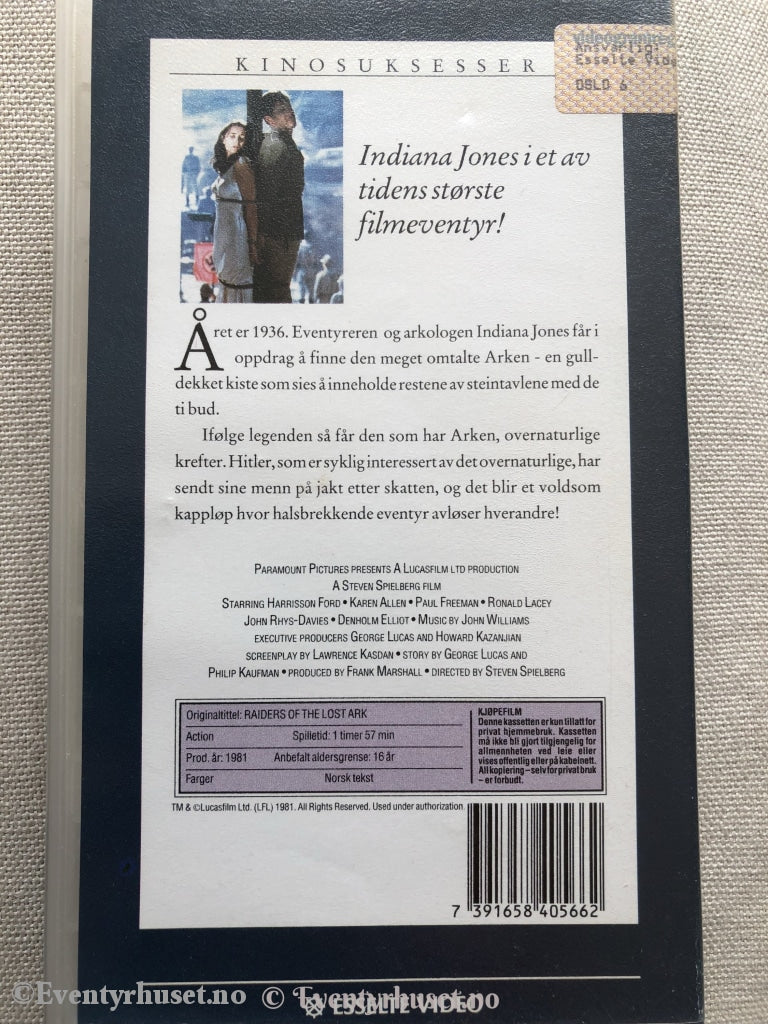 KINOSUKSESSER
videogramnr.
Ansvarlig:
Esselte Vide
OSLO 6
Indiana Jones i et av
tidens største
filmeventyr!
Året er 1936. Eventyreren og arkologen Indiana Jones får i
oppdrag å finne den meget omtalte Arken - en gull-
dekket kiste som sies å inneholde restene av steintavlene med de
ti bud.
Ifølge legenden så får den som har Arken, overnaturlige
krefter. Hitler, som er syklig interessert av det overnaturlige, har
sendt sine menn på jakt etter skatten, og det blir et voldsom
kappløp hvor halsbrekkende eventyr avløser hverandre!
PARAMOUNT PICTURES PRESENTS A LUCASFILM LTD PRODUCTION
A STEVEN SPIELBERG FILM
STARRING HARRISSON FORD • KAREN ALLEN • PAUL FREEMAN • RONALD LACEY
JOHN RHYS-DAVIES • DENHOLM ELLIOT • MUSIC BY JOHN WILLIAMS
EXECUTIVE PRODUCERS GEORGE LUCAS AND HOWARD KAZANJIAN
SCREENPLAY BY LAWRENCE KASDAN • STORY BY GEORGE LUCAS AND
PHILIP KAUFMAN • PRODUCED BY FRANK MARSHALL • DIRECTED BY STEVEN SPIELBERG
Originaltittel: RAIDERS OF THE LOST ARK
Action Spilletid: 1 timer 57 min
Prod. år: 1981 Anbefalt aldersgrense: 16 år
Farger Norsk tekst
KJØPEFILM
Denne kassetten er kun tillatt for
privat hjemmebruk. Kassetten
må ikke bli gjort tilgjengelig for
allmennheten ved leie eller
vises offentlig eller på kabelnett.
All kopiering – selv for privat bruk
– er forbudt.
TM & ©Lucasfilm Ltd. (LFL) 1981. All Rights Reserved. Used under authorization.
7 391658 405662
©Eventyrhuset.no © Eventyrhuset.no
ESSELTE VIDEO